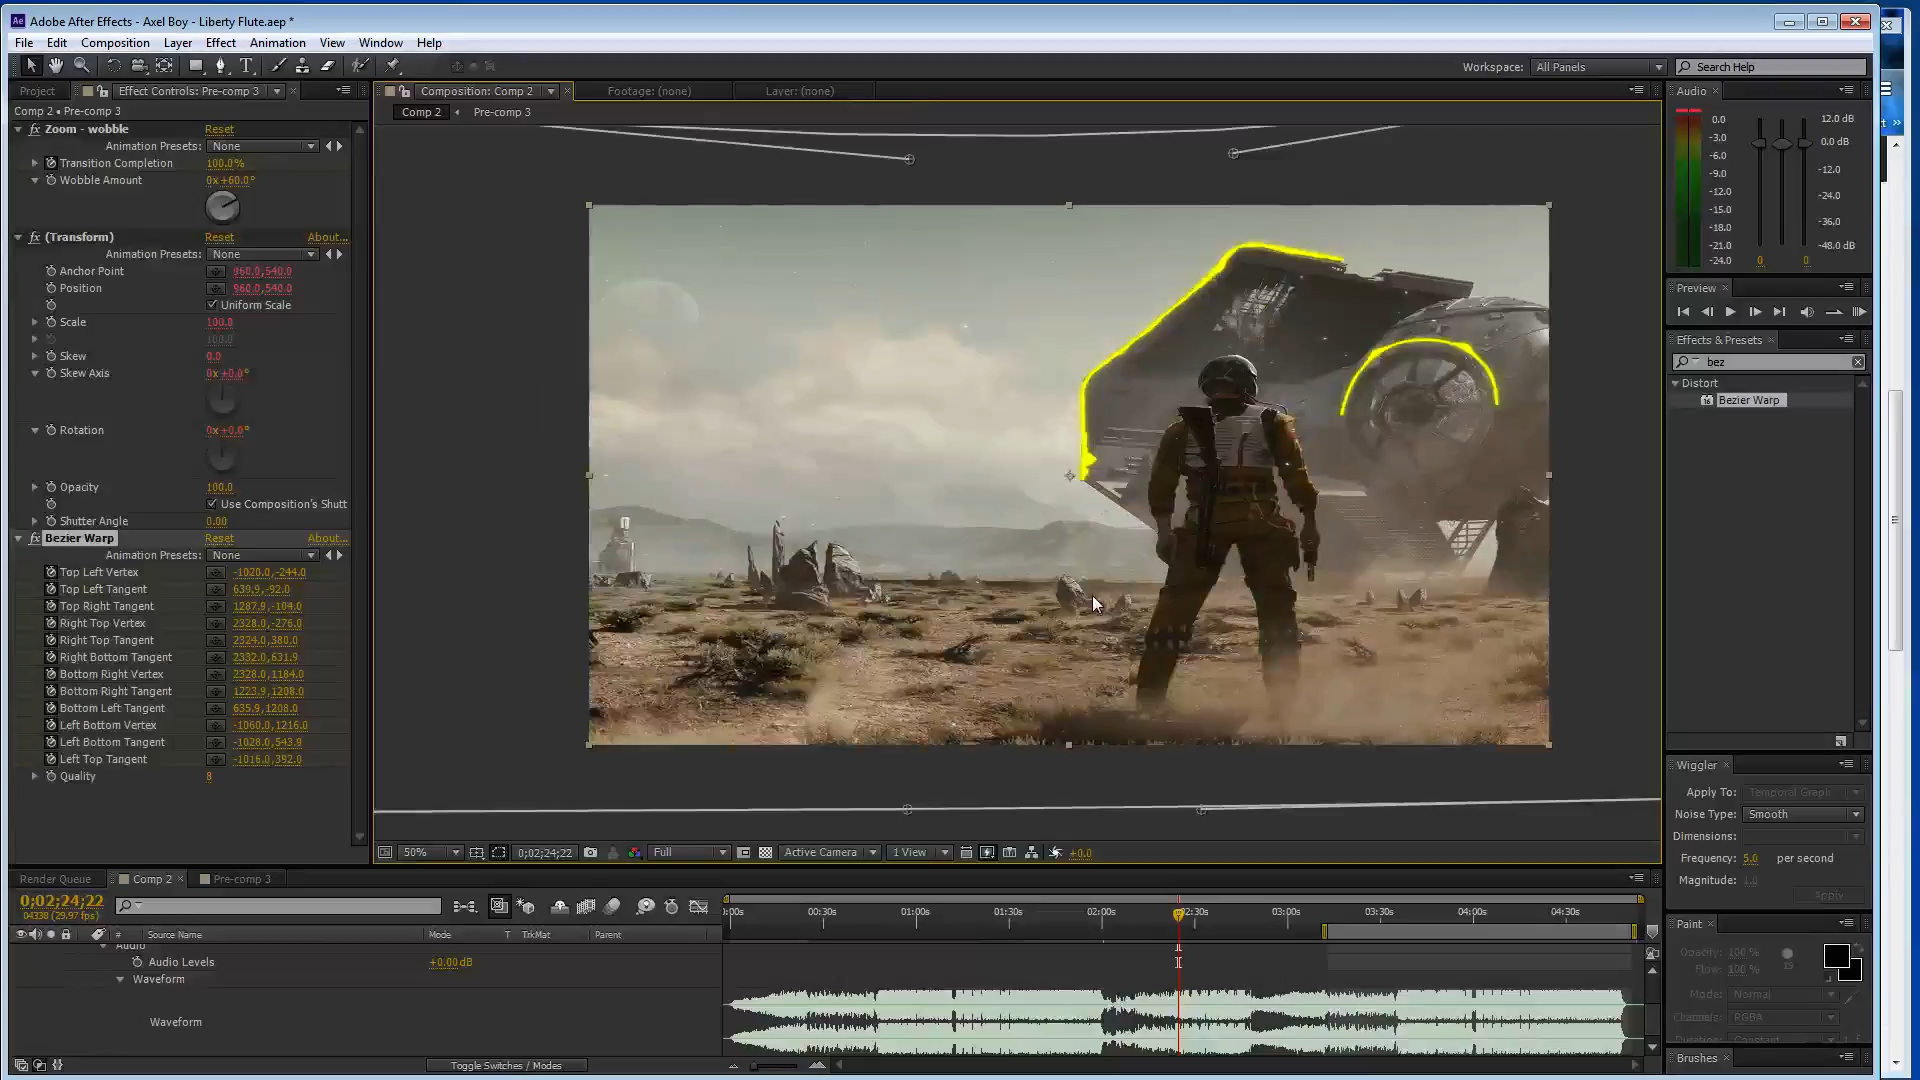 Ae Adobe After Effects - Axel Boy - Liberty Flute.aep *
File Edit Composition Layer Effect Animation View Window Help
Workspace: All Panels Search Help
Project Effect Controls: Pre-comp 3
Composition: Comp 2 Footage: (none) Layer: (none)
Comp 2 • Pre-comp 3
Comp 2 Pre-comp 3
fx Zoom - wobble Reset
Animation Presets: None
Transition Completion 100.0%
Wobble Amount 0x+60.0°
fx (Transform) Reset About...
Animation Presets: None
Anchor Point 960.0,540.0
Position 960.0,540.0
Uniform Scale
Scale 100.0
100.0
Skew 0.0
Skew Axis 0x+0.0°
Rotation 0x+0.0°
Opacity 100.0
Use Composition's Shutt
Shutter Angle 0.00
fx Bezier Warp Reset About...
Animation Presets: None
Top Left Vertex -1020.0,-244.0
Top Left Tangent 639.9,-92.0
Top Right Tangent 1287.9,-104.0
Right Top Vertex 2328.0,-276.0
Right Top Tangent 2324.0,380.0
Right Bottom Tangent 2332.0,631.9
Bottom Right Vertex 2328.0,1184.0
Bottom Right Tangent 1223.9,1208.0
Bottom Left Tangent 635.9,1208.0
Left Bottom Vertex -1060.0,1216.0
Left Bottom Tangent -1028.0,543.9
Left Top Tangent -1016.0,392.0
Quality 8
50% 0;02;24;22 Full Active Camera 1 View +0.0
Audio
0.0
-3.0
-6.0
-9.0
-12.0
-15.0
-18.0
-21.0
-24.0
12.0 dB
0.0 dB
-12.0
-24.0
-36.0
-48.0 dB
0 0
Preview
Effects & Presets
bez
Distort
Bezier Warp
Wiggler
Apply To: Temporal Graph
Noise Type: Smooth
Dimensions:
Frequency: 5.0 per second
Magnitude: 1.0
Apply
Paint
Opacity: 100 %
Flow: 100 %
Mode: Normal
Channels: RGBA
Brushes
Render Queue Comp 2 Pre-comp 3
0;02;24;22
04338 (29.97 fps)
# Source Name Mode T TrkMat Parent
Audio
Audio Levels +0.00dB
Waveform
Waveform
Toggle Switches / Modes
:00s 00:30s 01:00s 01:30s 02:00s 02:30s 03:00s 03:30s 04:00s 04:30s